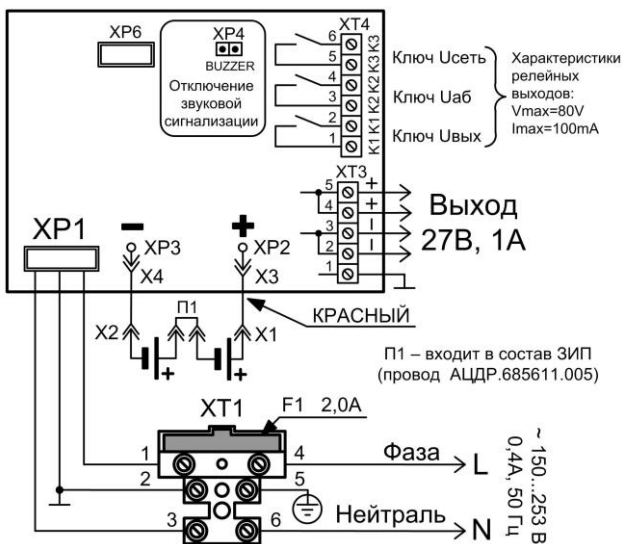 XP6
XP4
BUZZER
Отключение
звуковой
сигнализации
XT4
6
5
4
3
2
1
K3
K3
K2
K2
K1
K1
Ключ Uсеть
Ключ Uаб
Ключ Uвых
Характеристики
релейных
выходов:
Vmax=80V
Imax=100mA
XT3
5
4
3
2
1
+
+
–
–
Выход
27В, 1А
XP1
–
+
XP3
XP2
X4
X3
П1
КРАСНЫЙ
X2
X1
+
+
П1 – входит в состав ЗИП
(провод АЦДР.685611.005)
XT1
F1 2,0А
1
4
Фаза
L
2
5
3
6
Нейтраль
N
~ 150...253 В
0,4А, 50 Гц